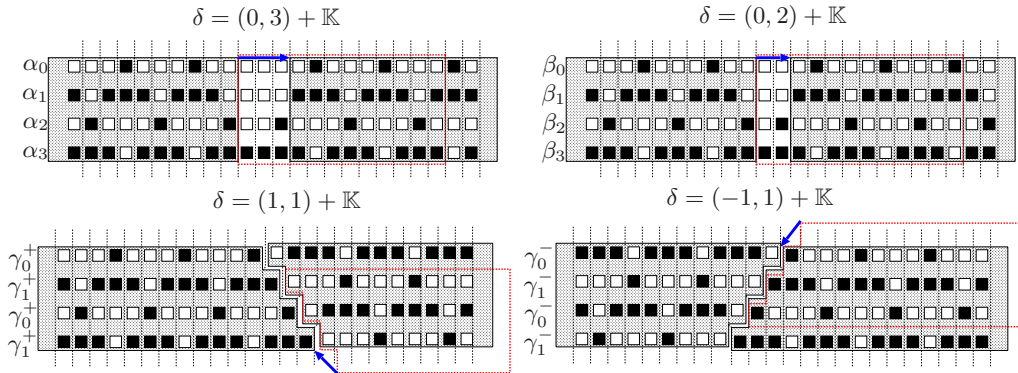 δ = (0, 3) + 𝕂
α₀
α₁
α₂
α₃
δ = (0, 2) + 𝕂
β₀
β₁
β₂
β₃
δ = (1, 1) + 𝕂
γ₀⁺
γ₁⁺
γ₀⁺
γ₁⁺
δ = (-1, 1) + 𝕂
γ₀⁻
γ₁⁻
γ₀⁻
γ₁⁻